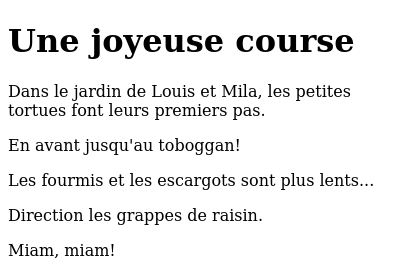 Une joyeuse course
Dans le jardin de Louis et Mila, les petites
tortues font leurs premiers pas.
En avant jusqu'au toboggan!
Les fourmis et les escargots sont plus lents...
Direction les grappes de raisin.
Miam, miam!